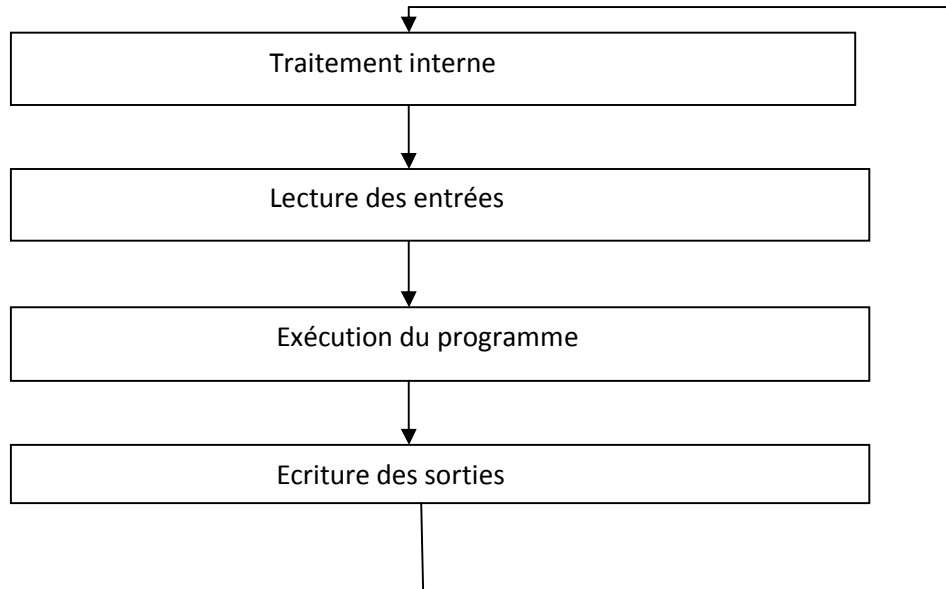 Traitement interne
Lecture des entrées
Exécution du programme
Ecriture des sorties